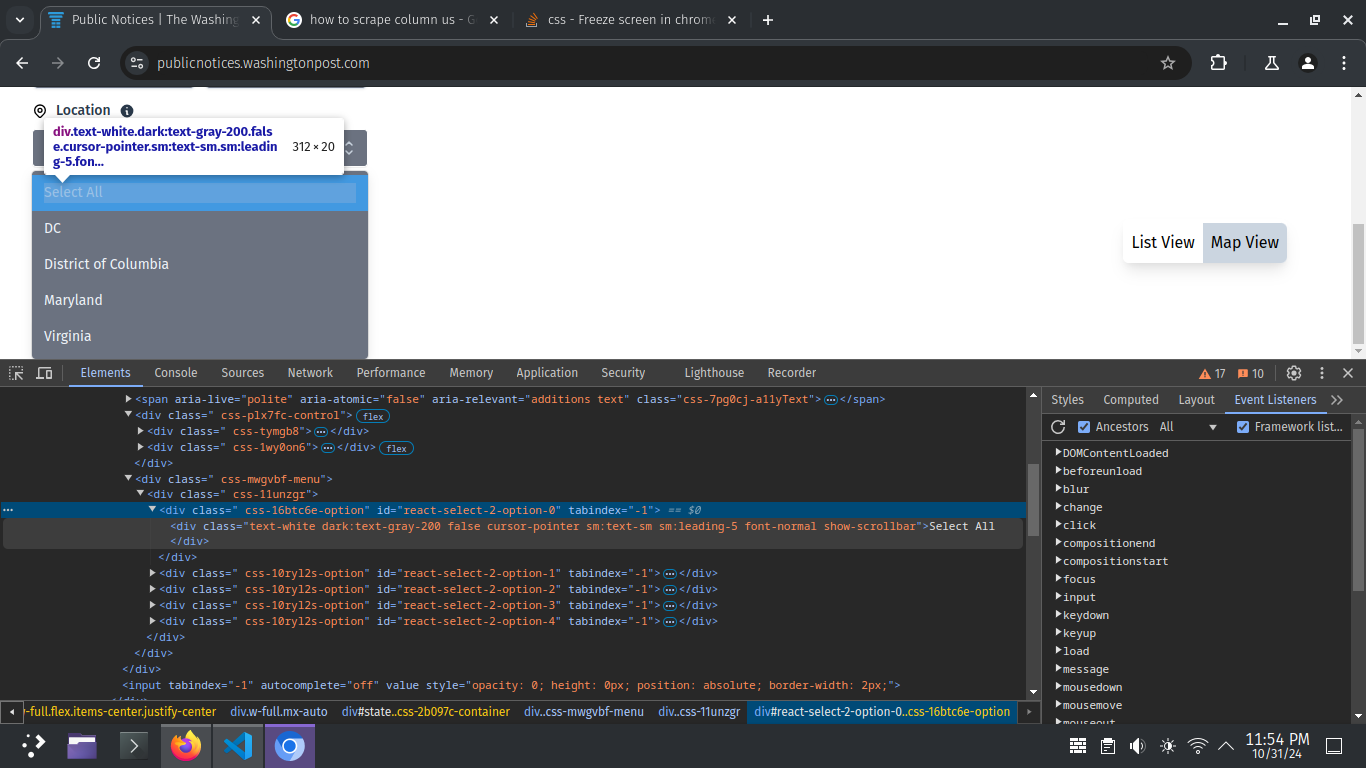 Public Notices | The Washing
how to scrape column us - G
css - Freeze screen in chrome
publicnotices.washingtonpost.com
Location
div.text-white.dark:text-gray-200.fals
e.cursor-pointer.sm:text-sm.sm:leadin
g-5.fon...
312 × 20
Select All
DC
District of Columbia
Maryland
Virginia
List View
Map View
Elements
Console
Sources
Network
Performance
Memory
Application
Security
Lighthouse
Recorder
17
10
<span aria-live="polite" aria-atomic="false" aria-relevant="additions text" class="css-7pg0cj-a11yText">…</span>
<div class=" css-plx7fc-control"> flex
<div class=" css-tymgb8">…</div>
<div class=" css-1wy0on6">…</div> flex
</div>
<div class=" css-mwgvbf-menu">
<div class=" css-11unzgr">
<div class=" css-16btc6e-option" id="react-select-2-option-0" tabindex="-1"> == $0
<div class="text-white dark:text-gray-200 false cursor-pointer sm:text-sm sm:leading-5 font-normal show-scrollbar">Select All
</div>
</div>
<div class=" css-10ryl2s-option" id="react-select-2-option-1" tabindex="-1">…</div>
<div class=" css-10ryl2s-option" id="react-select-2-option-2" tabindex="-1">…</div>
<div class=" css-10ryl2s-option" id="react-select-2-option-3" tabindex="-1">…</div>
<div class=" css-10ryl2s-option" id="react-select-2-option-4" tabindex="-1">…</div>
</div>
</div>
</div>
<input tabindex="-1" autocomplete="off" value style="opacity: 0; height: 0px; position: absolute; border-width: 2px;">
-full.flex.items-center.justify-center
div.w-full.mx-auto
div#state..css-2b097c-container
div..css-mwgvbf-menu
div..css-11unzgr
div#react-select-2-option-0..css-16btc6e-option
Styles
Computed
Layout
Event Listeners
Ancestors
All
Framework list...
DOMContentLoaded
beforeunload
blur
change
click
compositionend
compositionstart
focus
input
keydown
keyup
load
message
mousedown
mousemove
mouseout
11:54 PM
10/31/24